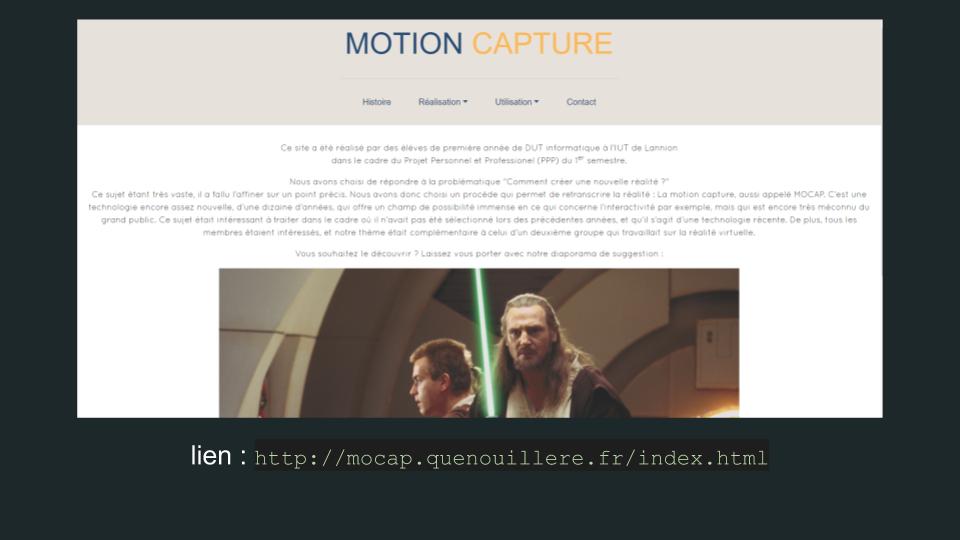 MOTION CAPTURE
Histoire Réalisation Utilisation Contact
Ce site a été réalisé par des élèves de première année de DUT informatique à l'IUT de Lannion
dans le cadre du Projet Personnel et Professionel (PPP) du 1er semestre.
Nous avons choisi de répondre à la problématique "Comment créer une nouvelle réalité ?"
Ce sujet étant très vaste, il a fallu l'affiner sur un point précis. Nous avons donc choisi un procède qui permet de retranscrire la réalité : La motion capture, aussi appelé MOCAP. C'est une
technologie encore assez nouvelle, d'une dizaine d'années, qui offre un champ de possibilité immense en ce qui concerne l'interactivité par exemple, mais qui est encore très méconnu du
grand public. Ce sujet était intéressant à traiter dans le cadre où il n'avait pas été sélectionné lors des précédentes années, et qu'il s'agit d'une technologie récente. De plus, tous les
membres étaient intéressés, et notre thème était complémentaire à celui d'un deuxième groupe qui travaillait sur la réalité virtuelle.
Vous souhaitez le découvrir ? Laissez vous porter avec notre diaporama de suggestion :
lien : http://mocap.quenouillere.fr/index.html